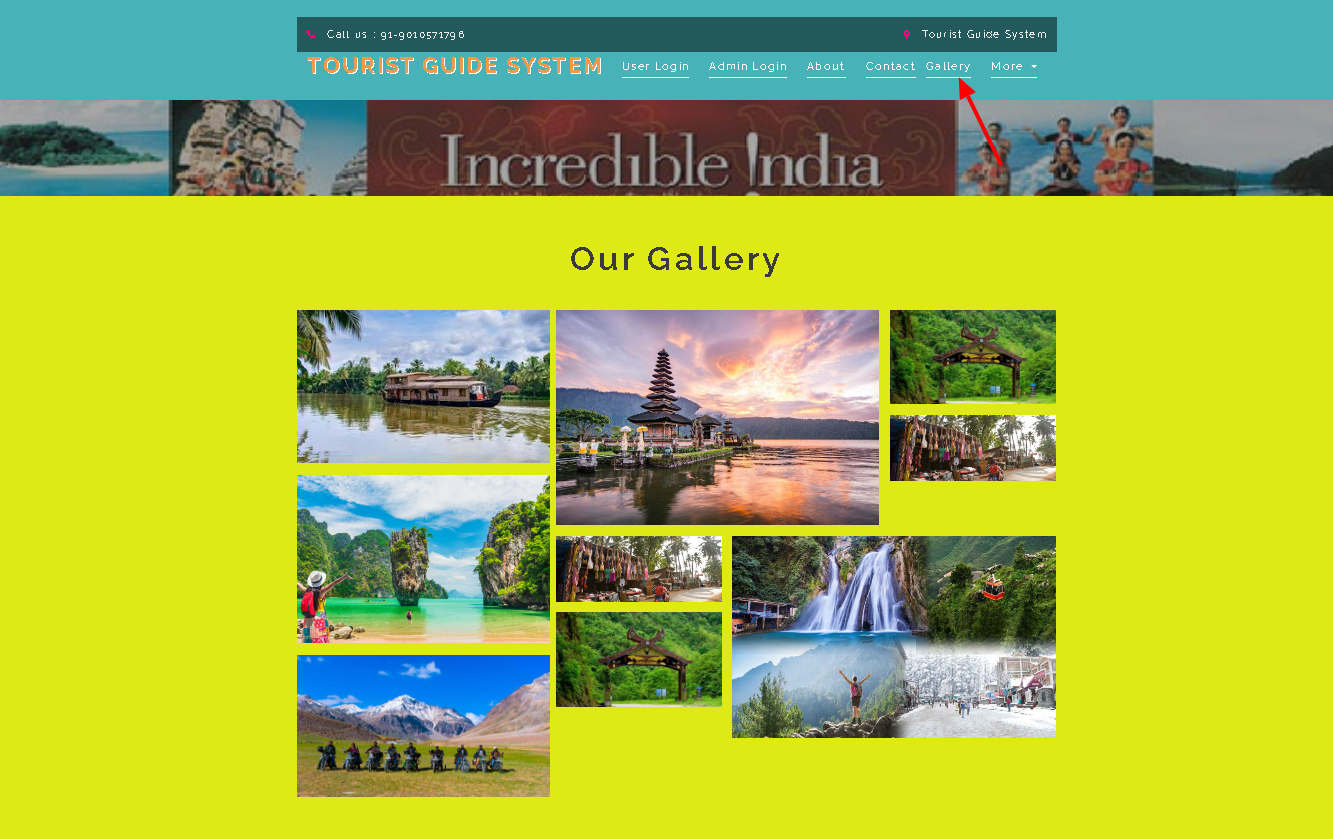 Call us : 91-9010571796
Tourist Guide System
TOURIST GUIDE SYSTEM
User Login
Admin Login
About
Contact
Gallery
More
Incredible !ndia
Our Gallery